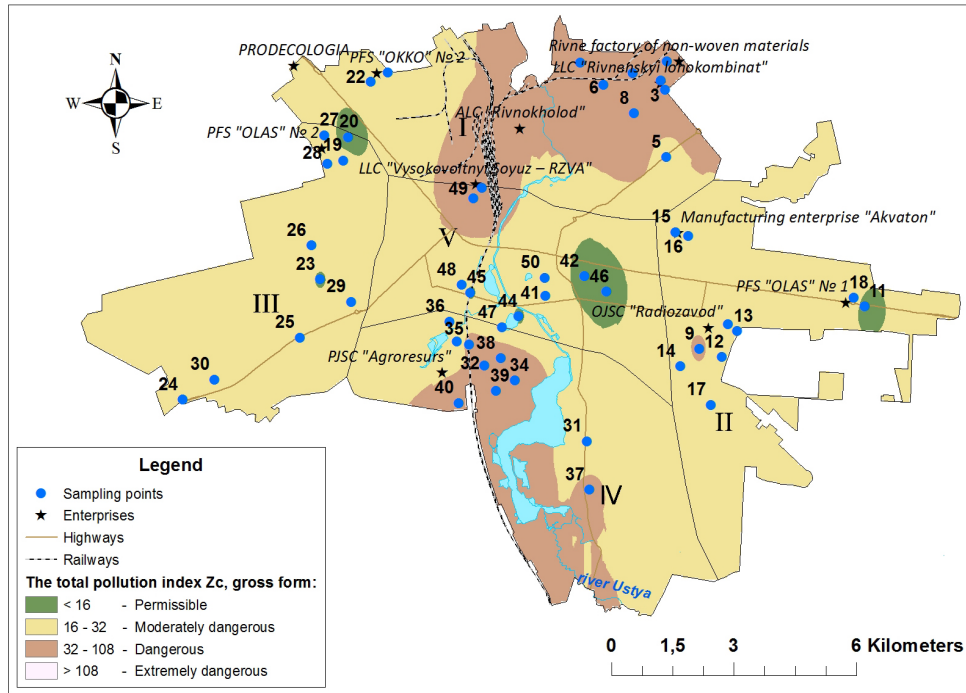 N
W E
S
PRODECOLOGIA
PFS "OKKO" № 2
22
Rivne factory of non-woven materials
LLC "Rivnenskyi lonokombinat"
6
3
8
ALC "Rivnokholod"
I
27
20
PFS "OLAS" № 2
19
28
5
LLC "Vysokovoltnyi Soyuz – RZVA"
49
15
Manufacturing enterprise "Akvaton"
16
26
V
23
29
III
48
45
50
42
46
41
44
47
PFS "OLAS" № 1
18
11
OJSC "Radiozavod"
13
9
12
14
17
II
36
35
38
25
PJSC "Agroresurs"
32
34
39
40
30
24
31
37
IV
river Ustya
Legend
Sampling points
Enterprises
Highways
Railways
The total pollution index Zc, gross form:
< 16 - Permissible
16 - 32 - Moderately dangerous
32 - 108 - Dangerous
> 108 - Extremely dangerous
0 1,5 3 6 Kilometers